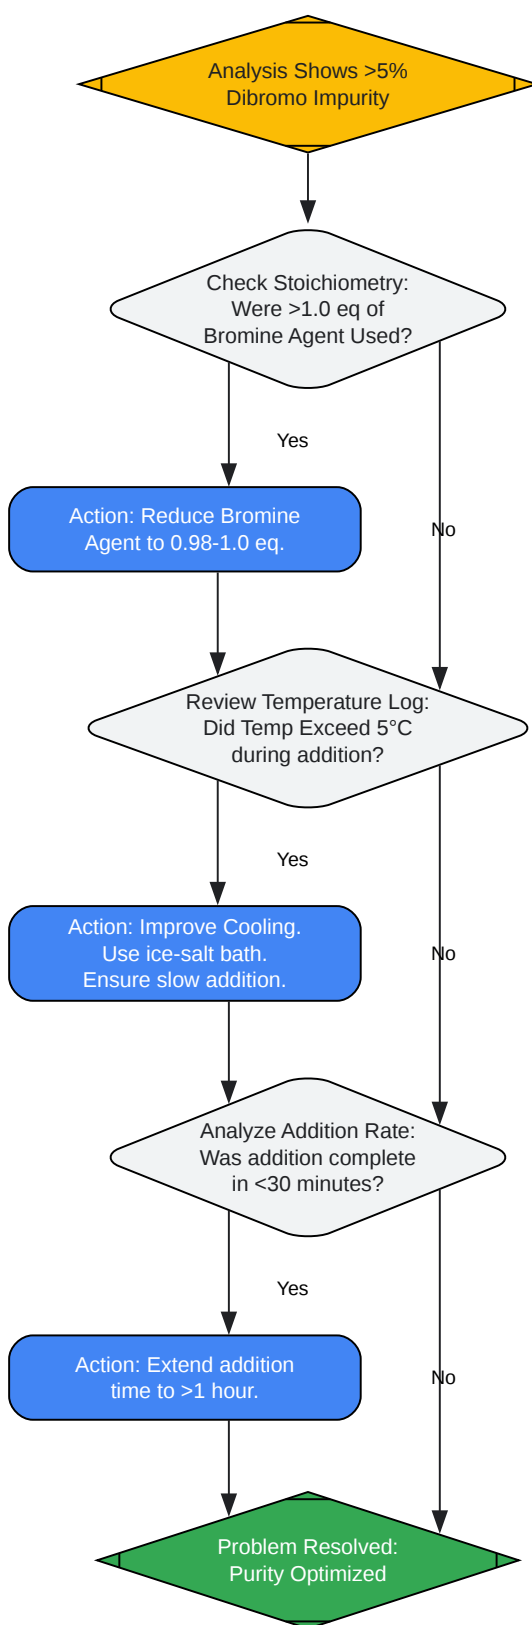 Analysis Shows >5%
Dibromo Impurity
Check Stoichiometry:
Were >1.0 eq of
Bromine Agent Used?
Yes
Action: Reduce Bromine
Agent to 0.98-1.0 eq.
No
Review Temperature Log:
Did Temp Exceed 5°C
during addition?
Yes
Action: Improve Cooling.
Use ice-salt bath.
Ensure slow addition.
No
Analyze Addition Rate:
Was addition complete
in <30 minutes?
Yes
Action: Extend addition
time to >1 hour.
No
Problem Resolved:
Purity Optimized